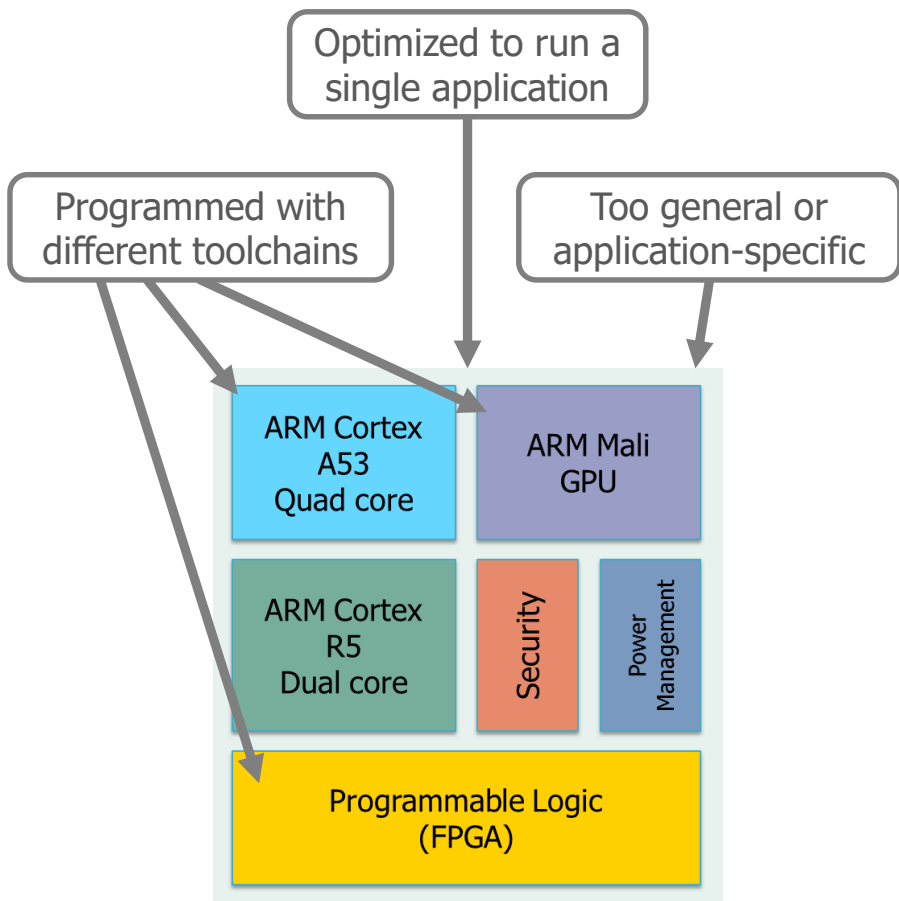 Optimized to run a
single application
Programmed with
different toolchains
Too general or
application-specific
ARM Cortex
A53
Quad core
ARM Mali
GPU
ARM Cortex
R5
Dual core
Security
Power
Management
Programmable Logic
(FPGA)